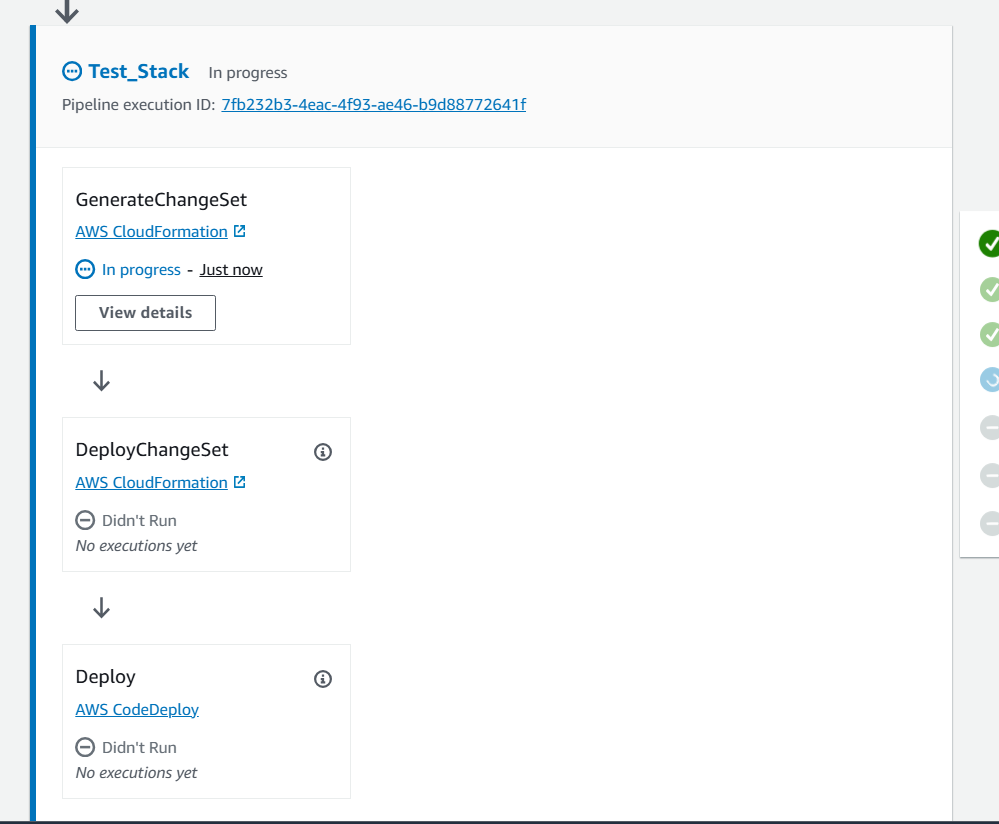 Test_Stack In progress
Pipeline execution ID: 7fb232b3-4eac-4f93-ae46-b9d88772641f
GenerateChangeSet
AWS CloudFormation
In progress - Just now
View details
DeployChangeSet
AWS CloudFormation
Didn't Run
No executions yet
Deploy
AWS CodeDeploy
Didn't Run
No executions yet